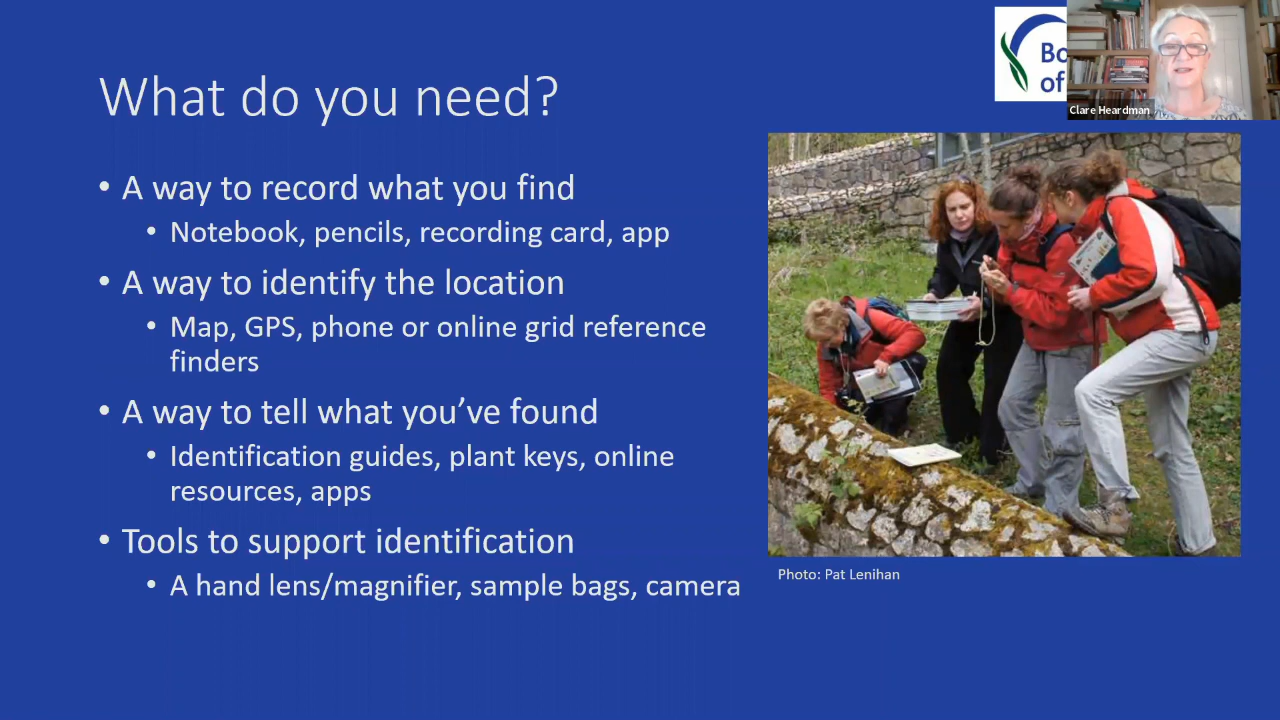 What do you need?
Bo
of
Clare Heardman
• A way to record what you find
• Notebook, pencils, recording card, app
• A way to identify the location
• Map, GPS, phone or online grid reference
finders
• A way to tell what you’ve found
• Identification guides, plant keys, online
resources, apps
• Tools to support identification
• A hand lens/magnifier, sample bags, camera
Photo: Pat Lenihan